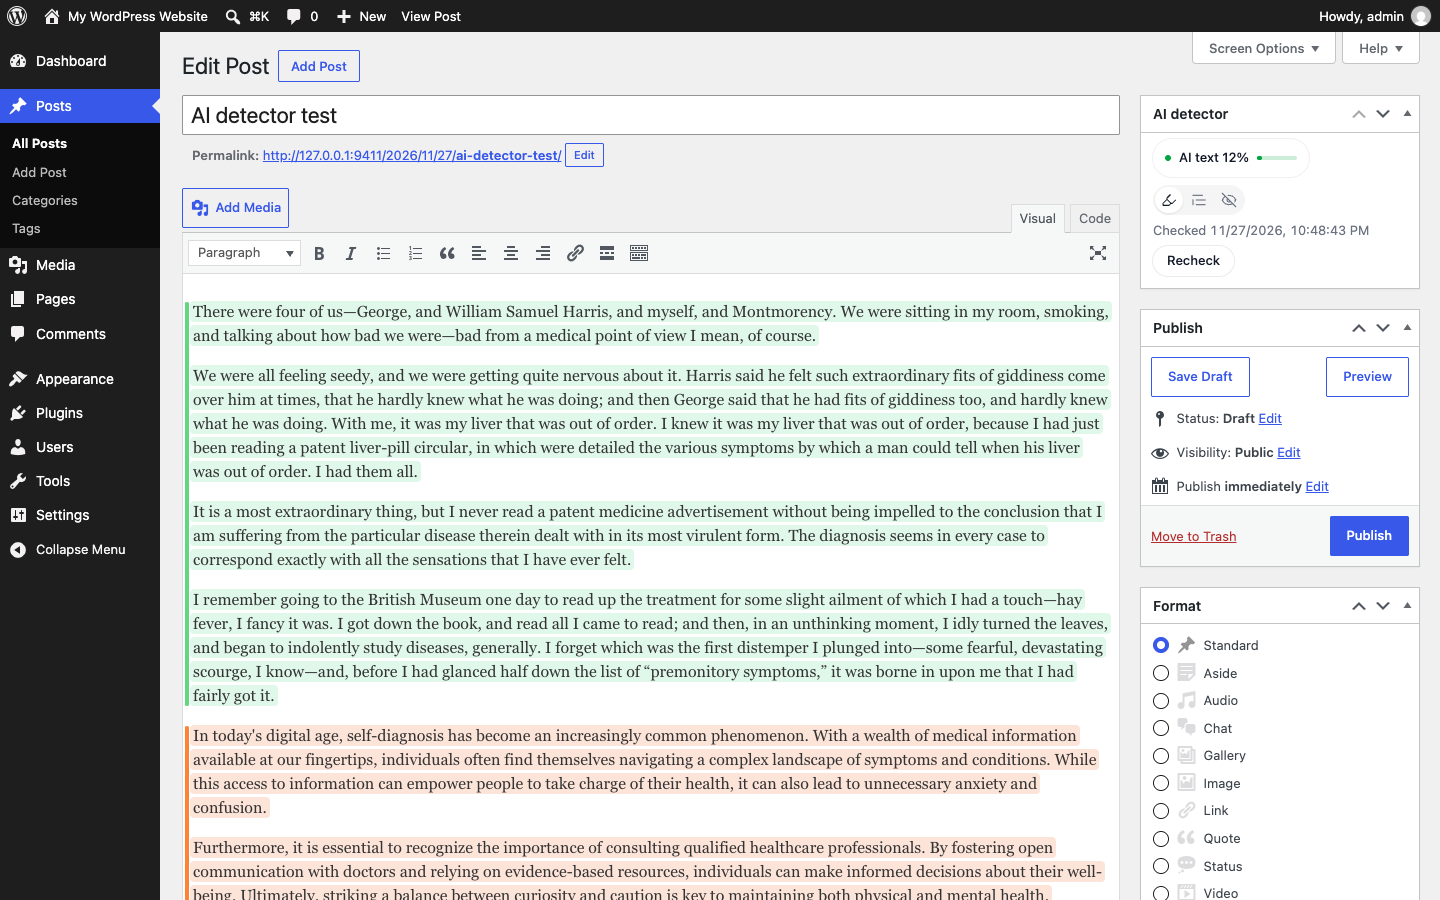 My WordPress Website
⌘K
0
New
View Post
Howdy, admin
Dashboard
Posts
All Posts
Add Post
Categories
Tags
Media
Pages
Comments
Appearance
Plugins
Users
Tools
Settings
Collapse Menu
Screen Options
Help
Edit Post
Add Post
AI detector test
Permalink: http://127.0.0.1:9411/2026/11/27/ai-detector-test/ Edit
Add Media
Visual
Code
Paragraph
There were four of us—George, and William Samuel Harris, and myself, and Montmorency. We were sitting in my room, smoking,
and talking about how bad we were—bad from a medical point of view I mean, of course.
We were all feeling seedy, and we were getting quite nervous about it. Harris said he felt such extraordinary fits of giddiness come
over him at times, that he hardly knew what he was doing; and then George said that he had fits of giddiness too, and hardly knew
what he was doing. With me, it was my liver that was out of order. I knew it was my liver that was out of order, because I had just
been reading a patent liver-pill circular, in which were detailed the various symptoms by which a man could tell when his liver
was out of order. I had them all.
It is a most extraordinary thing, but I never read a patent medicine advertisement without being impelled to the conclusion that I
am suffering from the particular disease therein dealt with in its most virulent form. The diagnosis seems in every case to
correspond exactly with all the sensations that I have ever felt.
I remember going to the British Museum one day to read up the treatment for some slight ailment of which I had a touch—hay
fever, I fancy it was. I got down the book, and read all I came to read; and then, in an unthinking moment, I idly turned the leaves,
and began to indolently study diseases, generally. I forget which was the first distemper I plunged into—some fearful, devastating
scourge, I know—and, before I had glanced half down the list of “premonitory symptoms,” it was borne in upon me that I had
fairly got it.
In today's digital age, self-diagnosis has become an increasingly common phenomenon. With a wealth of medical information
available at our fingertips, individuals often find themselves navigating a complex landscape of symptoms and conditions. While
this access to information can empower people to take charge of their health, it can also lead to unnecessary anxiety and
confusion.
Furthermore, it is essential to recognize the importance of consulting qualified healthcare professionals. By fostering open
communication with doctors and relying on evidence-based resources, individuals can make informed decisions about their well-
being. Ultimately, striking a balance between curiosity and caution is key to maintaining both physical and mental health.
AI detector
AI text 12%
Checked 11/27/2026, 10:48:43 PM
Recheck
Publish
Save Draft
Preview
Status: Draft Edit
Visibility: Public Edit
Publish immediately Edit
Move to Trash
Publish
Format
Standard
Aside
Audio
Chat
Gallery
Image
Link
Quote
Status
Video